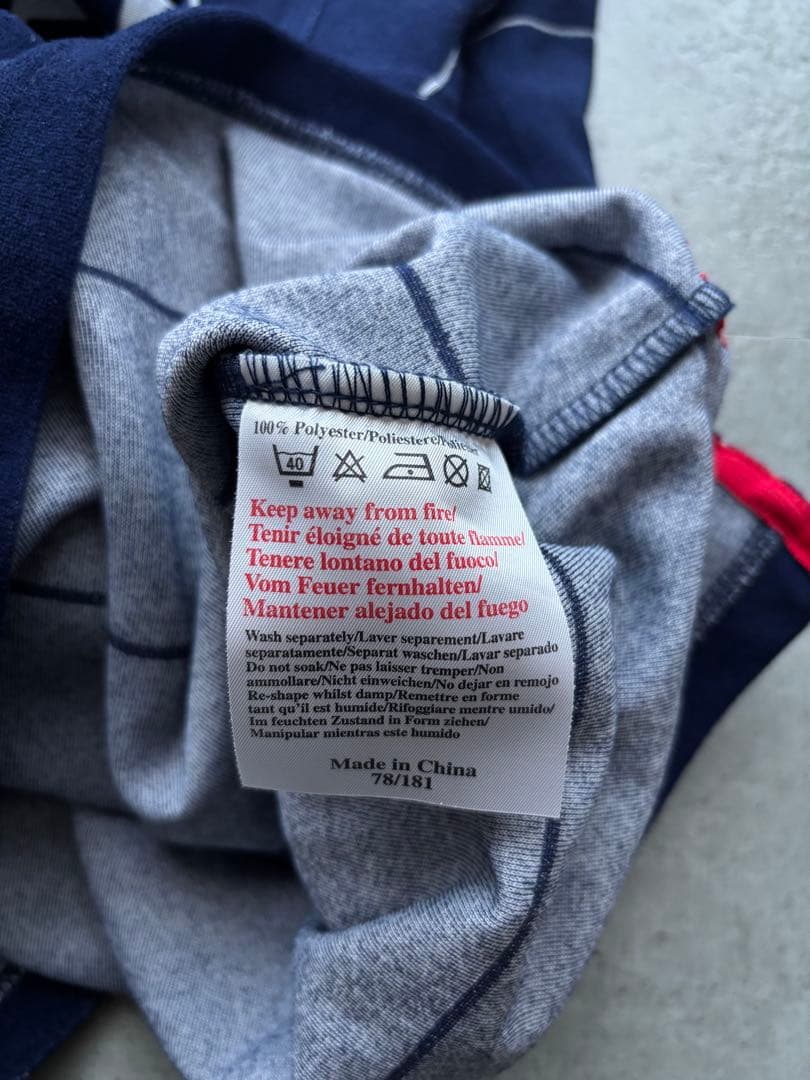 100% Polyester/Poliestere/Poliester
40
Keep away from fire/
Tenir éloigné de toute flamme/
Tenere lontano del fuoco/
Vom Feuer fernhalten/
Mantener alejado del fuego
Wash separately/Laver separement/Lavare
separatamente/Separat waschen/Lavar separado
Do not soak/Ne pas laisser tremper/Non
ammollare/Nicht einweichen/No dejar en remojo
Re-shape whilst damp/Remettre en forme
tant qu'il est humide/Rifoggiare mentre umido/
Im feuchten Zustand in Form ziehen/
Manipular mientras este humido
Made in China
78/181